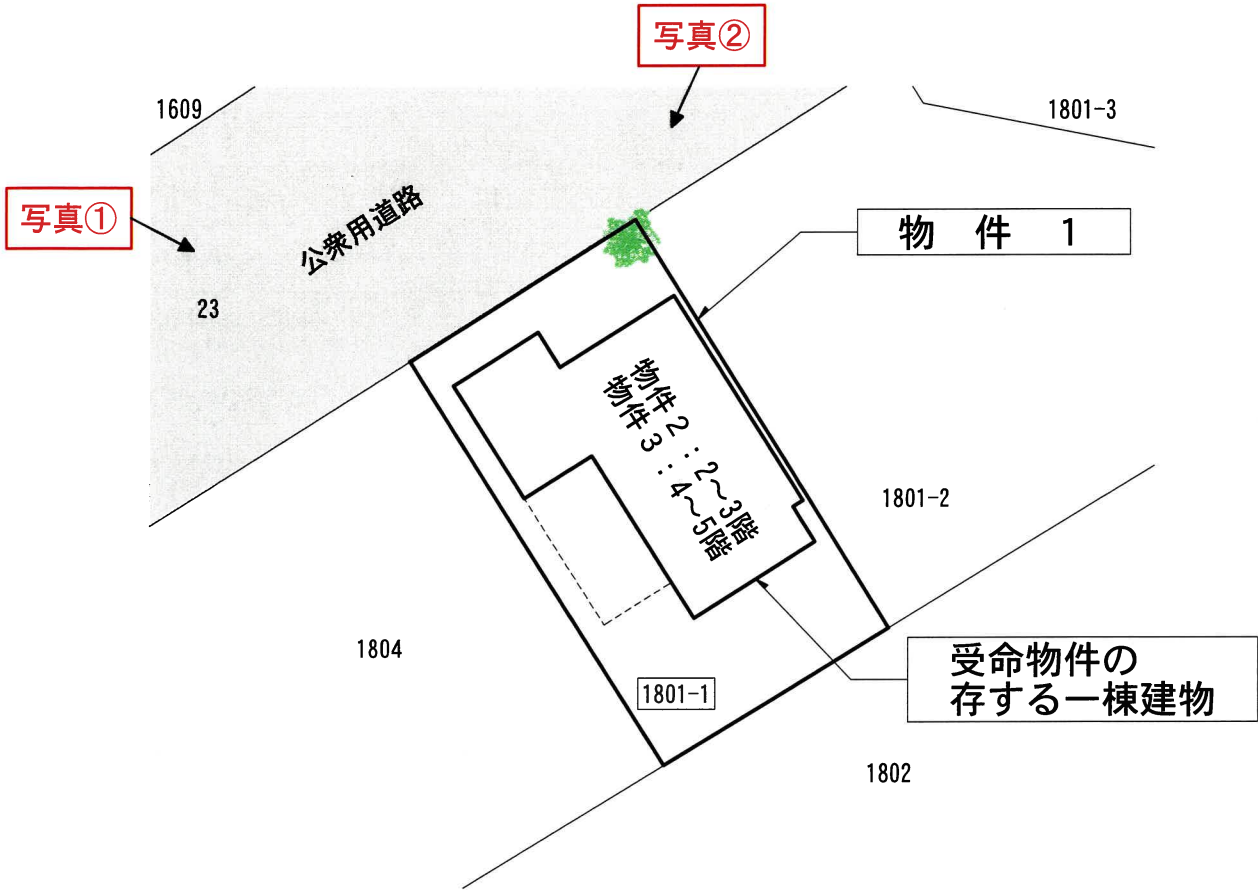 写真②
1609
1801-3
写真①
公衆用道路
物件 1
23
物件2:2～3階
物件3:4～5階
1801-2
1804
受命物件の
存する一棟建物
1801-1
1802